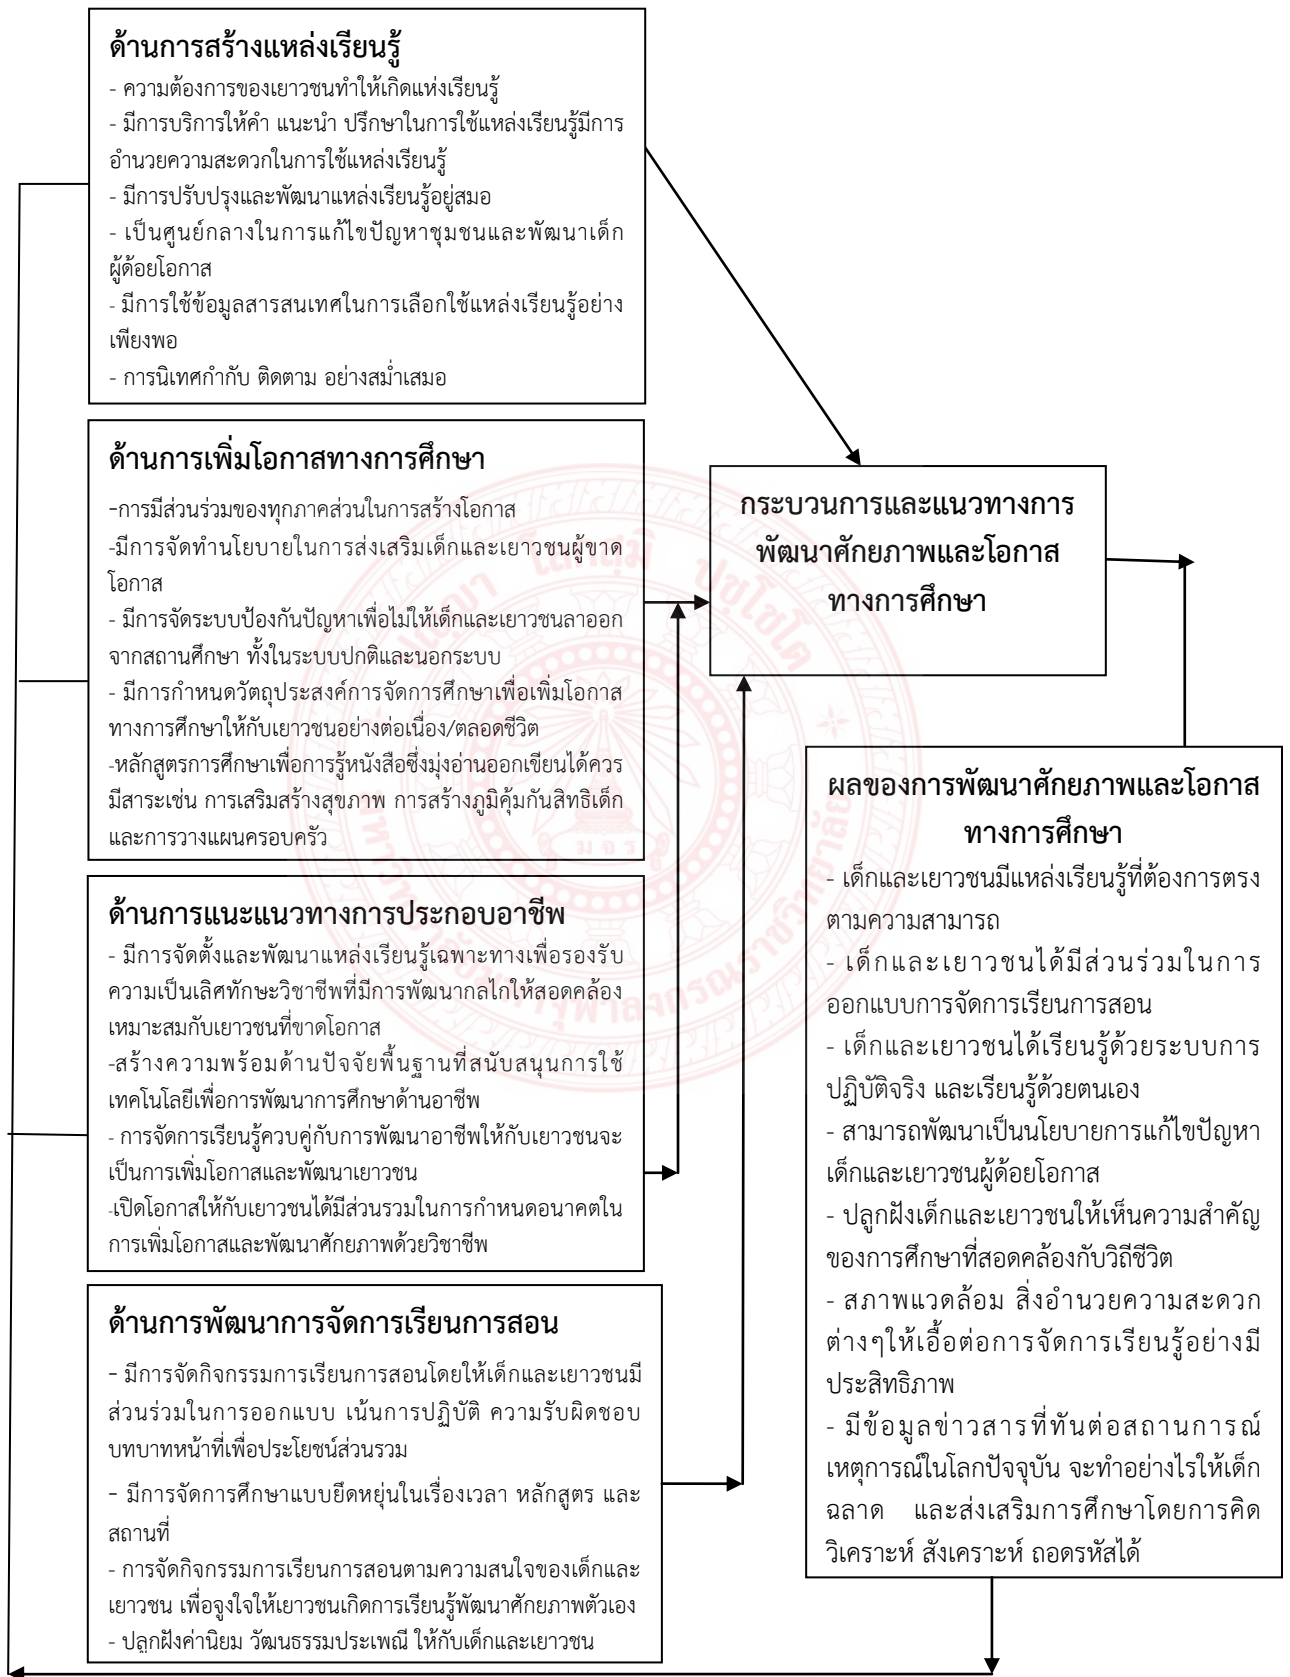 ด้านการสร้างแหล่งเรียนรู้
- ความต้องการของเยาวชนทำให้เกิดแห่งเรียนรู้
- มีการบริการให้คำ แนะนำ ปรึกษาในการใช้แหล่งเรียนรู้มีการ
อำนวยความสะดวกในการใช้แหล่งเรียนรู้
- มีการปรับปรุงและพัฒนาแหล่งเรียนรู้อยู่สมอ
- เป็นศูนย์กลางในการแก้ไขปัญหาชุมชนและพัฒนาเด็ก
ผู้ด้อยโอกาส
- มีการใช้ข้อมูลสารสนเทศในการเลือกใช้แหล่งเรียนรู้อย่าง
เพียงพอ
- การนิเทศกำกับ ติดตาม อย่างสม่ำเสมอ
ด้านการเพิ่มโอกาสทางการศึกษา
-การมีส่วนร่วมของทุกภาคส่วนในการสร้างโอกาส
-มีการจัดทำนโยบายในการส่งเสริมเด็กและเยาวชนผู้ขาด
โอกาส
- มีการจัดระบบป้องกันปัญหาเพื่อไม่ให้เด็กและเยาวชนลาออก
จากสถานศึกษา ทั้งในระบบปกติและนอกระบบ
- มีการกำหนดวัตถุประสงค์การจัดการศึกษาเพื่อเพิ่มโอกาส
ทางการศึกษาให้กับเยาวชนอย่างต่อเนื่อง/ตลอดชีวิต
-หลักสูตรการศึกษาเพื่อการรู้หนังสือซึ่งมุ่งอ่านออกเขียนได้ควร
มีสาระเช่น การเสริมสร้างสุขภาพ การสร้างภูมิคุ้มกันสิทธิเด็ก
และการวางแผนครอบครัว
ด้านการแนะแนวทางการประกอบอาชีพ
- มีการจัดตั้งและพัฒนาแหล่งเรียนรู้เฉพาะทางเพื่อรองรับ
ความเป็นเลิศทักษะวิชาชีพที่มีการพัฒนากลไกให้สอดคล้อง
เหมาะสมกับเยาวชนที่ขาดโอกาส
-สร้างความพร้อมด้านปัจจัยพื้นฐานที่สนับสนุนการใช้
เทคโนโลยีเพื่อการพัฒนาการศึกษาด้านอาชีพ
- การจัดการเรียนรู้ควบคู่กับการพัฒนาอาชีพให้กับเยาวชนจะ
เป็นการเพิ่มโอกาสและพัฒนาเยาวชน
-เปิดโอกาสให้กับเยาวชนได้มีส่วนรวมในการกำหนดอนาคตใน
การเพิ่มโอกาสและพัฒนาศักยภาพด้วยวิชาชีพ
ด้านการพัฒนาการจัดการเรียนการสอน
- มีการจัดกิจกรรมการเรียนการสอนโดยให้เด็กและเยาวชนมี
ส่วนร่วมในการออกแบบ เน้นการปฏิบัติ ความรับผิดชอบ
บทบาทหน้าที่เพื่อประโยชน์ส่วนรวม
- มีการจัดการศึกษาแบบยืดหยุ่นในเรื่องเวลา หลักสูตร และ
สถานที่
- การจัดกิจกรรมการเรียนการสอนตามความสนใจของเด็กและ
เยาวชน เพื่อจูงใจให้เยาวชนเกิดการเรียนรู้พัฒนาศักยภาพตัวเอง
- ปลูกฝังค่านิยม วัฒนธรรมประเพณี ให้กับเด็กและเยาวชน
กระบวนการและแนวทางการ
พัฒนาศักยภาพและโอกาส
ทางการศึกษา
ผลของการพัฒนาศักยภาพและโอกาส
ทางการศึกษา
- เด็กและเยาวชนมีแหล่งเรียนรู้ที่ต้องการตรง
ตามความสามารถ
- เด็กและเยาวชนได้มีส่วนร่วมในการ
ออกแบบการจัดการเรียนการสอน
- เด็กและเยาวชนได้เรียนรู้ด้วยระบบการ
ปฏิบัติจริง และเรียนรู้ด้วยตนเอง
- สามารถพัฒนาเป็นนโยบายการแก้ไขปัญหา
เด็กและเยาวชนผู้ด้อยโอกาส
- ปลูกฝังเด็กและเยาวชนให้เห็นความสำคัญ
ของการศึกษาที่สอดคล้องกับวิถีชีวิต
- สภาพแวดล้อม สิ่งอำนวยความสะดวก
ต่างๆให้เอื้อต่อการจัดการเรียนรู้อย่างมี
ประสิทธิภาพ
- มีข้อมูลข่าวสารที่ทันต่อสถานการณ์
เหตุการณ์ในโลกปัจจุบัน จะทำอย่างไรให้เด็ก
ฉลาด และส่งเสริมการศึกษาโดยการคิด
วิเคราะห์ สังเคราะห์ ถอดรหัสได้
ปญฺญา โลกสฺมิ ปชฺโชโต
มจร
มหาวิทยาลัยมหาจุฬาลงกรณราชวิทยาลัย